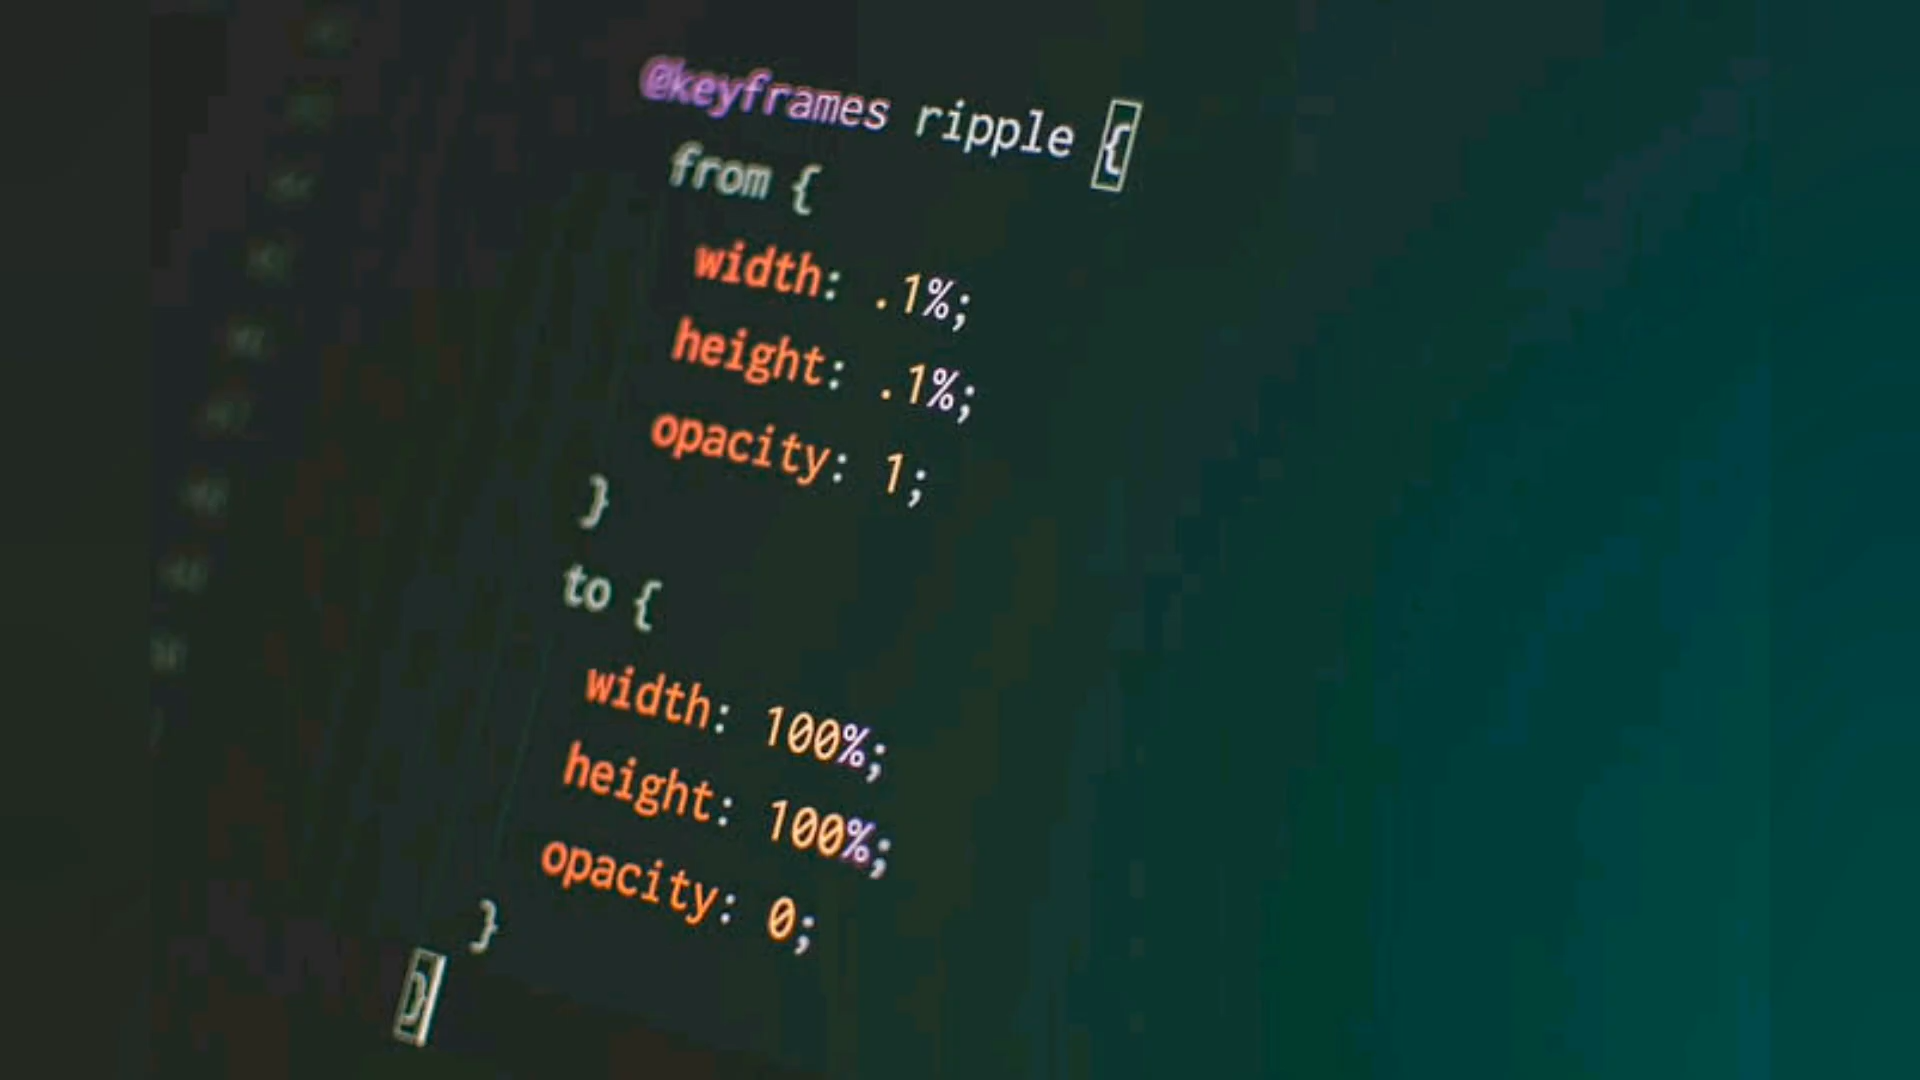 @keyframes ripple {
from {
width: .1%;
height: .1%;
opacity: 1;
}
to {
width: 100%;
height: 100%;
opacity: 0;
}
}